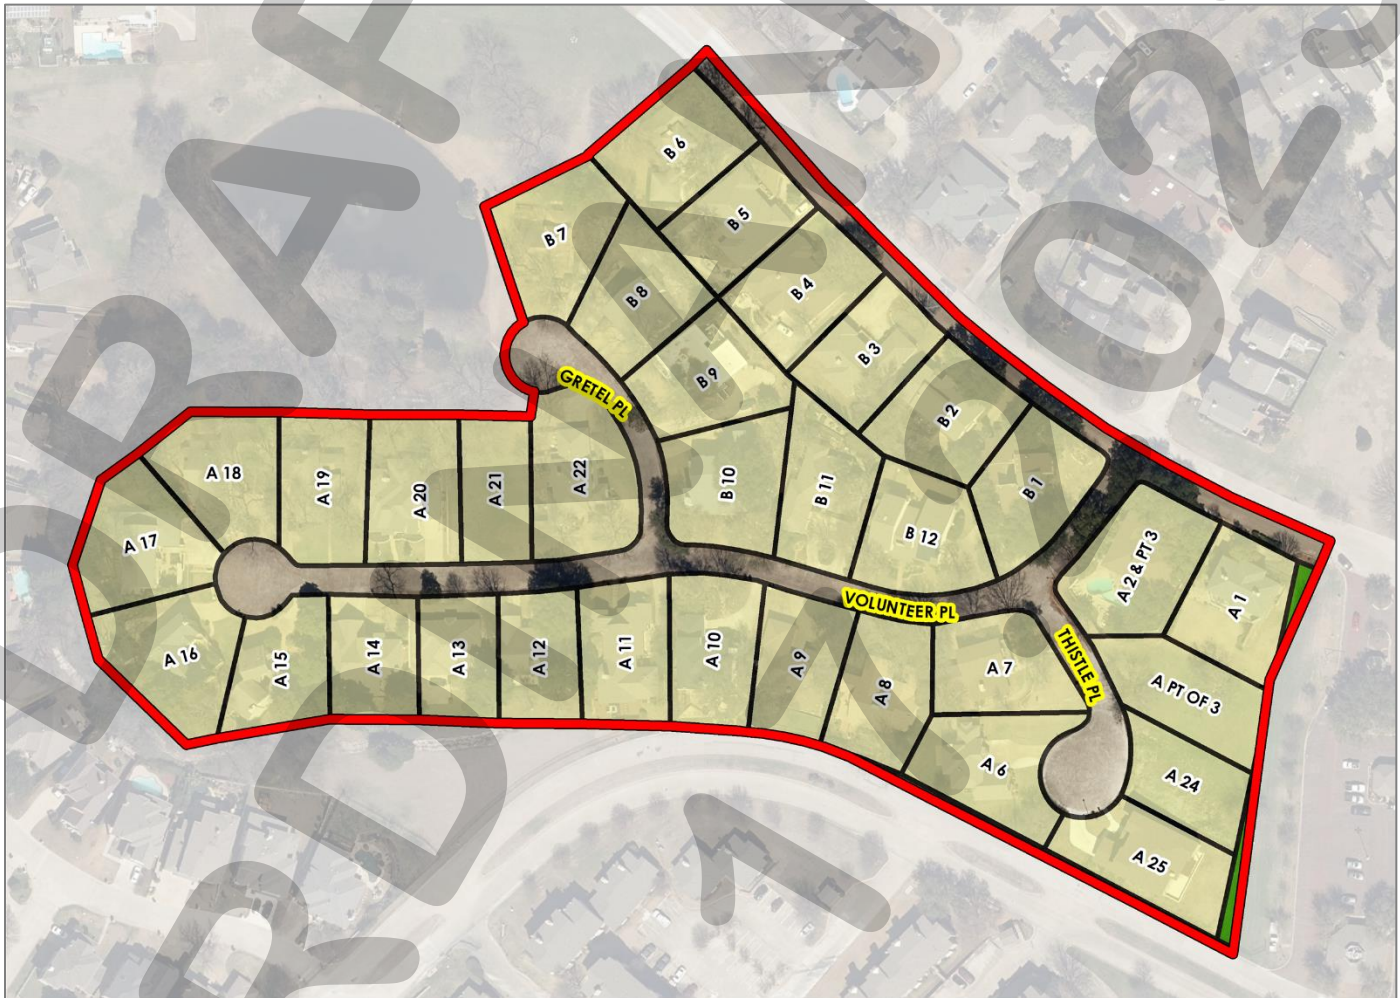 B 6
B 5
B 7
B 4
B 8
B 3
B 9
GRETEL PL
B 2
A 18
A 19
A 20
A 21
A 22
B 10
B 11
B 1
A 17
B 12
A 2 & PT 3
A 1
VOLUNTEER PL
A 16
A 15
A 14
A 13
A 12
A 11
A 10
A 9
A 8
A 7
THISTLE PL
A PT OF 3
A 6
A 24
A 25